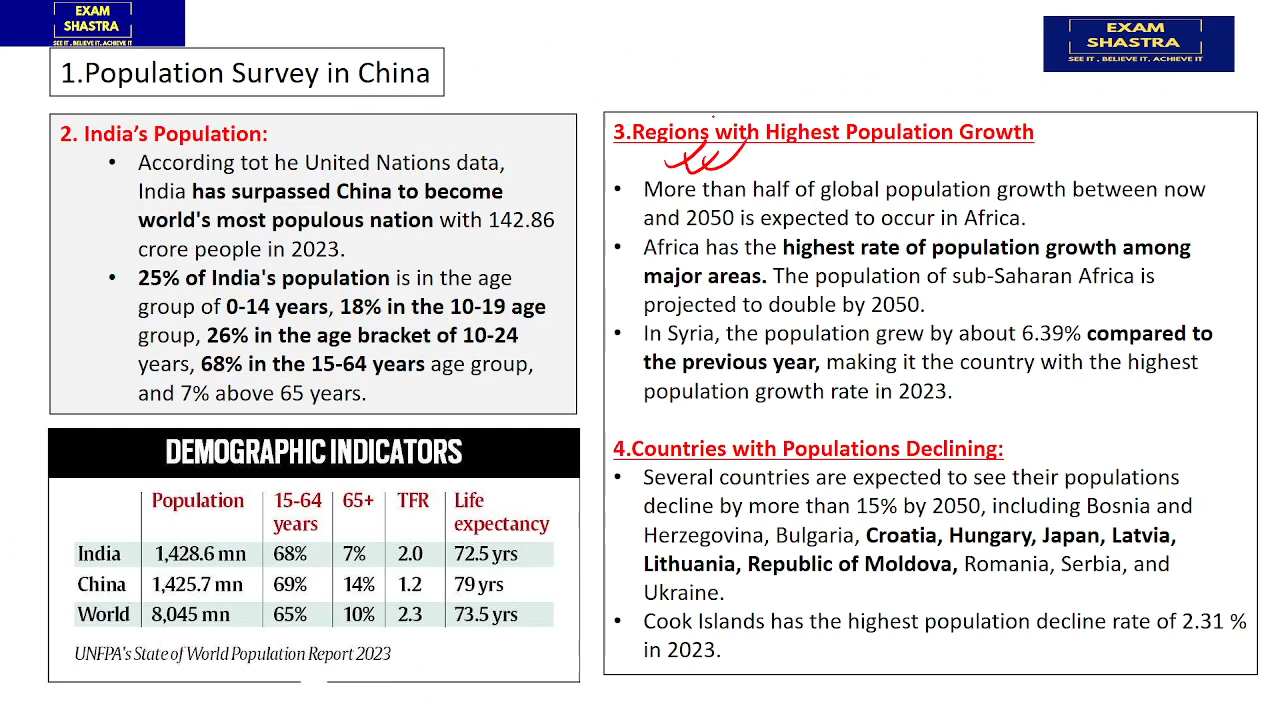 EXAM
SHASTRA
SEE IT , BELIEVE IT, ACHIEVE IT
EXAM
SHASTRA
SEE IT , BELIEVE IT, ACHIEVE IT
1.Population Survey in China
2. India's Population:
• According tot he United Nations data,
India has surpassed China to become
world's most populous nation with 142.86
crore people in 2023.
• 25% of India's population is in the age
group of 0-14 years, 18% in the 10-19 age
group, 26% in the age bracket of 10-24
years, 68% in the 15-64 years age group,
and 7% above 65 years.
DEMOGRAPHIC INDICATORS
Population 15-64 years 65+ TFR Life expectancy
India 1,428.6 mn 68% 7% 2.0 72.5 yrs
China 1,425.7 mn 69% 14% 1.2 79 yrs
World 8,045 mn 65% 10% 2.3 73.5 yrs
UNFPA's State of World Population Report 2023
3.Regions with Highest Population Growth
• More than half of global population growth between now
and 2050 is expected to occur in Africa.
• Africa has the highest rate of population growth among
major areas. The population of sub-Saharan Africa is
projected to double by 2050.
• In Syria, the population grew by about 6.39% compared to
the previous year, making it the country with the highest
population growth rate in 2023.
4.Countries with Populations Declining:
• Several countries are expected to see their populations
decline by more than 15% by 2050, including Bosnia and
Herzegovina, Bulgaria, Croatia, Hungary, Japan, Latvia,
Lithuania, Republic of Moldova, Romania, Serbia, and
Ukraine.
• Cook Islands has the highest population decline rate of 2.31 %
in 2023.